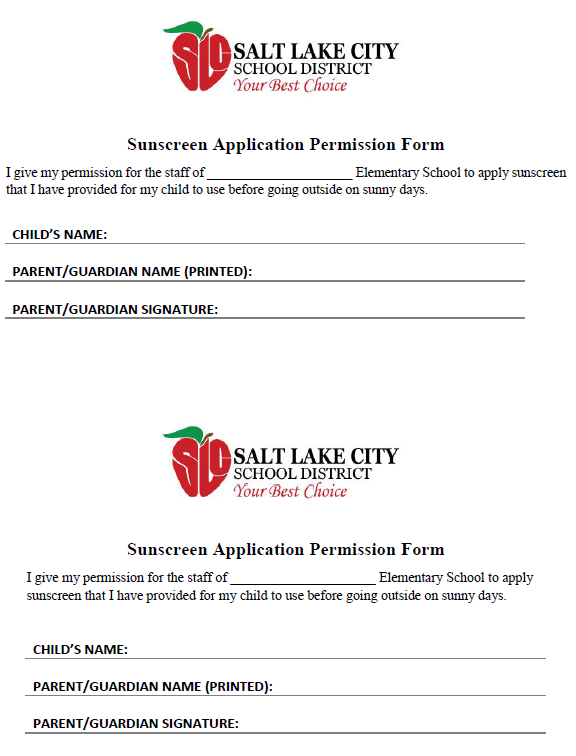 SLC SALT LAKE CITY
SCHOOL DISTRICT
Your Best Choice
Sunscreen Application Permission Form
I give my permission for the staff of _____________________ Elementary School to apply sunscreen
that I have provided for my child to use before going outside on sunny days.
CHILD'S NAME:
PARENT/GUARDIAN NAME (PRINTED):
PARENT/GUARDIAN SIGNATURE:
SLC SALT LAKE CITY
SCHOOL DISTRICT
Your Best Choice
Sunscreen Application Permission Form
I give my permission for the staff of _____________________ Elementary School to apply
sunscreen that I have provided for my child to use before going outside on sunny days.
CHILD'S NAME:
PARENT/GUARDIAN NAME (PRINTED):
PARENT/GUARDIAN SIGNATURE: